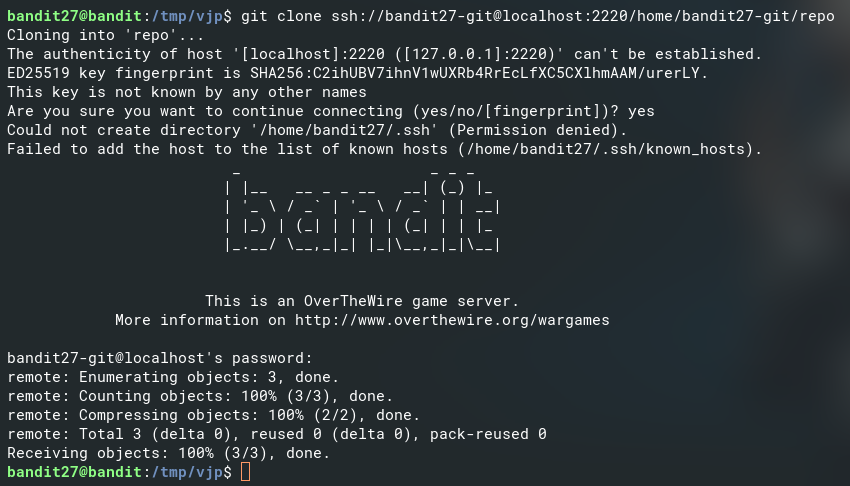 bandit27@bandit:/tmp/vjp$ git clone ssh://bandit27-git@localhost:2220/home/bandit27-git/repo
Cloning into 'repo'...
The authenticity of host '[localhost]:2220 ([127.0.0.1]:2220)' can't be established.
ED25519 key fingerprint is SHA256:C2ihUBV7ihnV1wUXRb4RrEcLfXC5CXlhmAAM/urerLY.
This key is not known by any other names
Are you sure you want to continue connecting (yes/no/[fingerprint])? yes
Could not create directory '/home/bandit27/.ssh' (Permission denied).
Failed to add the host to the list of known hosts (/home/bandit27/.ssh/known_hosts).
                         _                     _ _ _
                        | |__   __ _ _ __   __| (_) |_
                        | '_ \ / _` | '_ \ / _` | | __|
                        | |_) | (_| | | | | (_| | | |_
                        |_.__/ \__,_|_| |_|\__,_|_|\__|
                      This is an OverTheWire game server.
            More information on http://www.overthewire.org/wargames
bandit27-git@localhost's password:
remote: Enumerating objects: 3, done.
remote: Counting objects: 100% (3/3), done.
remote: Compressing objects: 100% (2/2), done.
remote: Total 3 (delta 0), reused 0 (delta 0), pack-reused 0
Receiving objects: 100% (3/3), done.
bandit27@bandit:/tmp/vjp$